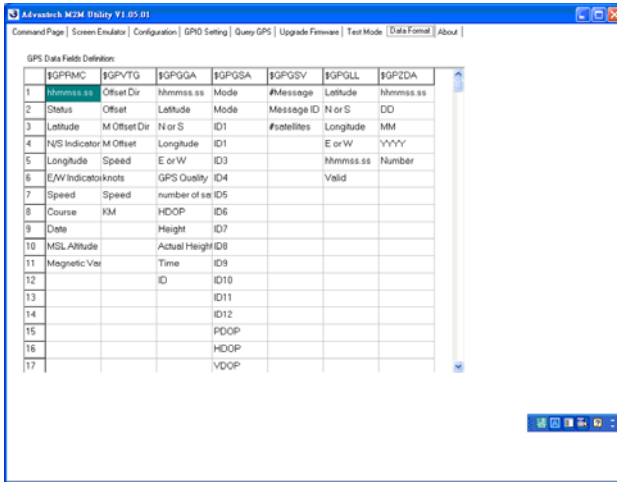 Advantech M2M Utility V1.05.01
Command Page | Screen Emulator | Configuration | GPIO Setting | Query GPS | Upgrade Firmware | Test Mode | Data Format | About
GPS Data Fields Definition:
$GPRMC $GPVTG $GPGGA $GPGSA $GPGSV $GPGLL $GPZDA
1 hhmmss.ss Offset Dir hhmmss.ss Mode #Message Latitude hhmmss.ss
2 Status Offset Latitude Mode Message ID N or S DD
3 Latitude M Offset Dir N or S ID1 #satellites Longitude MM
4 N/S Indicator M Offset Longitude ID1 E or W YYYY
5 Longitude Speed E or W ID3 hhmmss.ss Number
6 E/W Indicator knots GPS Quality ID4 Valid
7 Speed Speed number of sa ID5
8 Course KM HDOP ID6
9 Date Height ID7
10 MSL Altitude Actual Height ID8
11 Magnetic Var Time ID9
12 ID ID10
13 ID11
14 ID12
15 PDOP
16 HDOP
17 VDOP